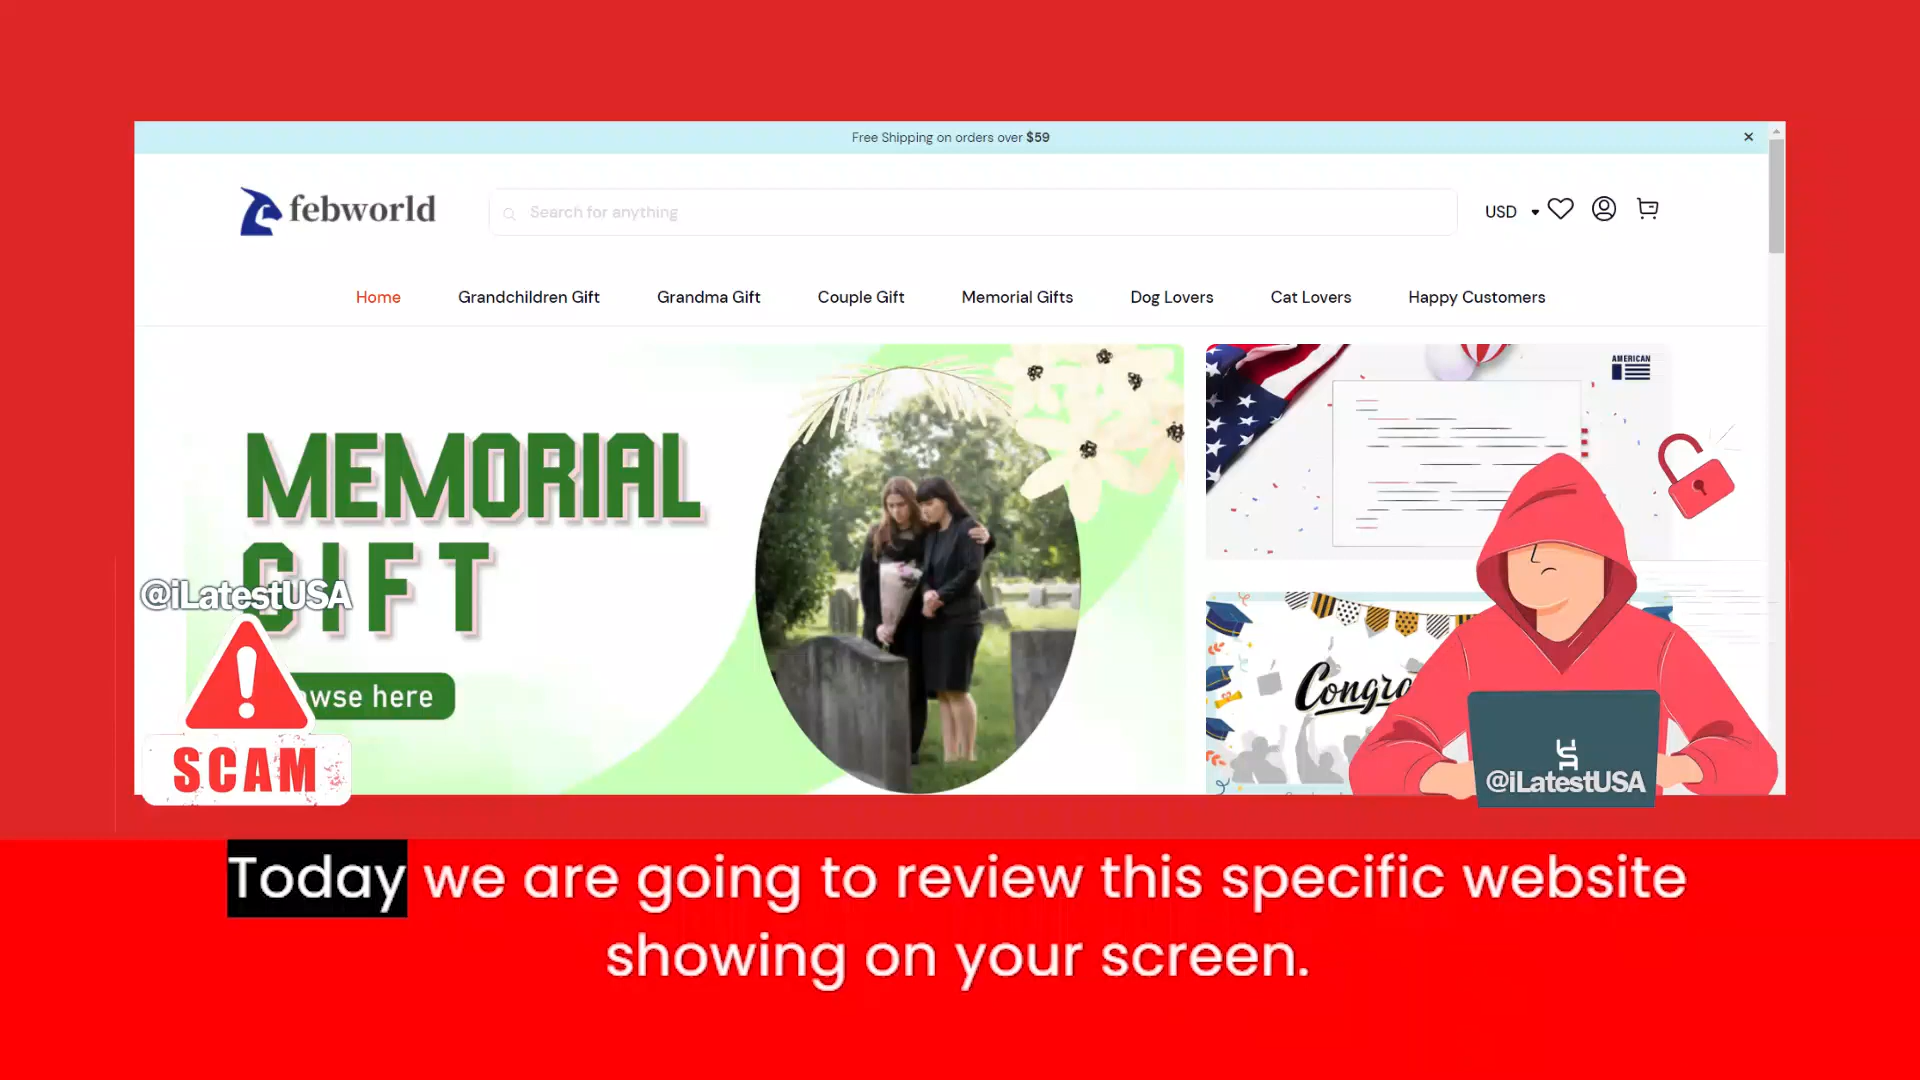 Free Shipping on orders over $59
febworld
Search for anything
USD
Home
Grandchildren Gift
Grandma Gift
Couple Gift
Memorial Gifts
Dog Lovers
Cat Lovers
Happy Customers
MEMORIAL
GIFT
AMERICAN
@iLatestUSA
wse here
SCAM
Congra
@iLatestUSA
Today we are going to review this specific website
showing on your screen.